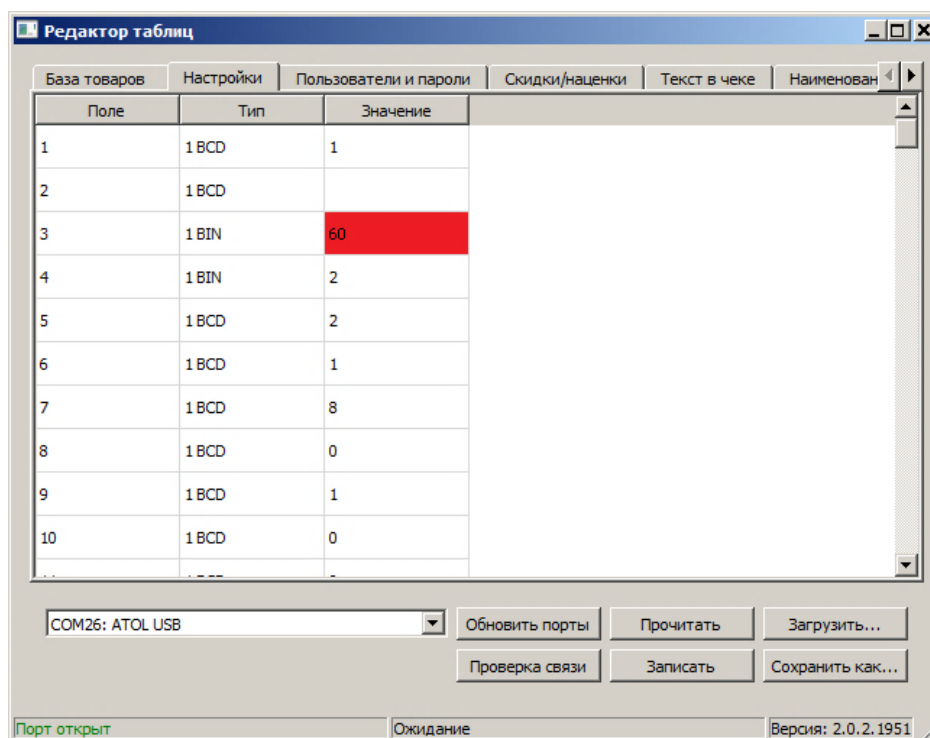 Редактор таблиц
База товаров Настройки Пользователи и пароли Скидки/наценки Текст в чеке Наименован
Поле Тип Значение
1 1 BCD 1
2 1 BCD
3 1 BIN 60
4 1 BIN 2
5 1 BCD 2
6 1 BCD 1
7 1 BCD 8
8 1 BCD 0
9 1 BCD 1
10 1 BCD 0
COM26: ATOL USB Обновить порты Прочитать Загрузить...
Проверка связи Записать Сохранить как...
Порт открыт Ожидание Версия: 2.0.2.1951